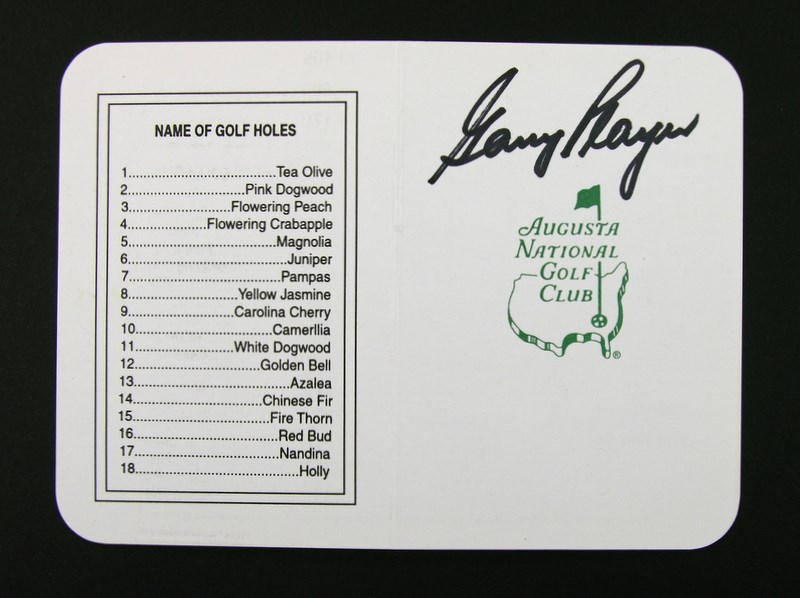 NAME OF GOLF HOLES
1..................................Tea Olive
2..........................Pink Dogwood
3......................Flowering Peach
4................Flowering Crabapple
5..................................Magnolia
6.....................................Juniper
7...................................Pampas
8.........................Yellow Jasmine
9........................Carolina Cherry
10................................Camerllia
11.......................White Dogwood
12..............................Golden Bell
13.....................................Azalea
14..............................Chinese Fir
15................................Fire Thorn
16..................................Red Bud
17..................................Nandina
18.......................................Holly
Gary Player
AUGUSTA
NATIONAL
GOLF
CLUB
®